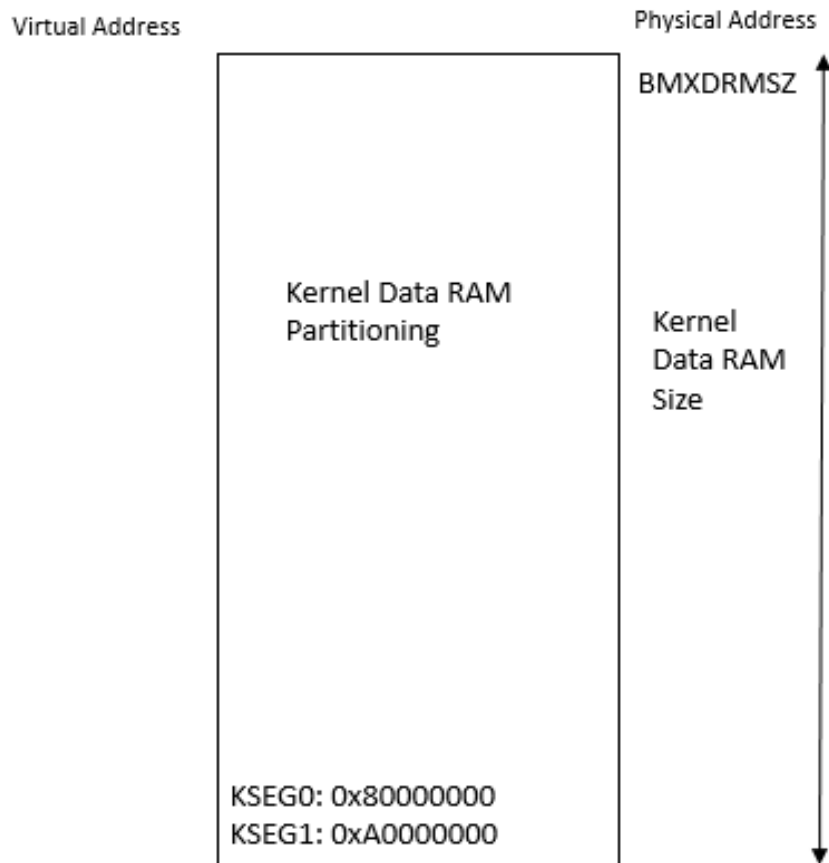 Virtual Address
Physical Address
BMXDRMSZ
Kernel Data RAM
Partitioning
Kernel
Data RAM
Size
KSEG0: 0x80000000
KSEG1: 0xA0000000